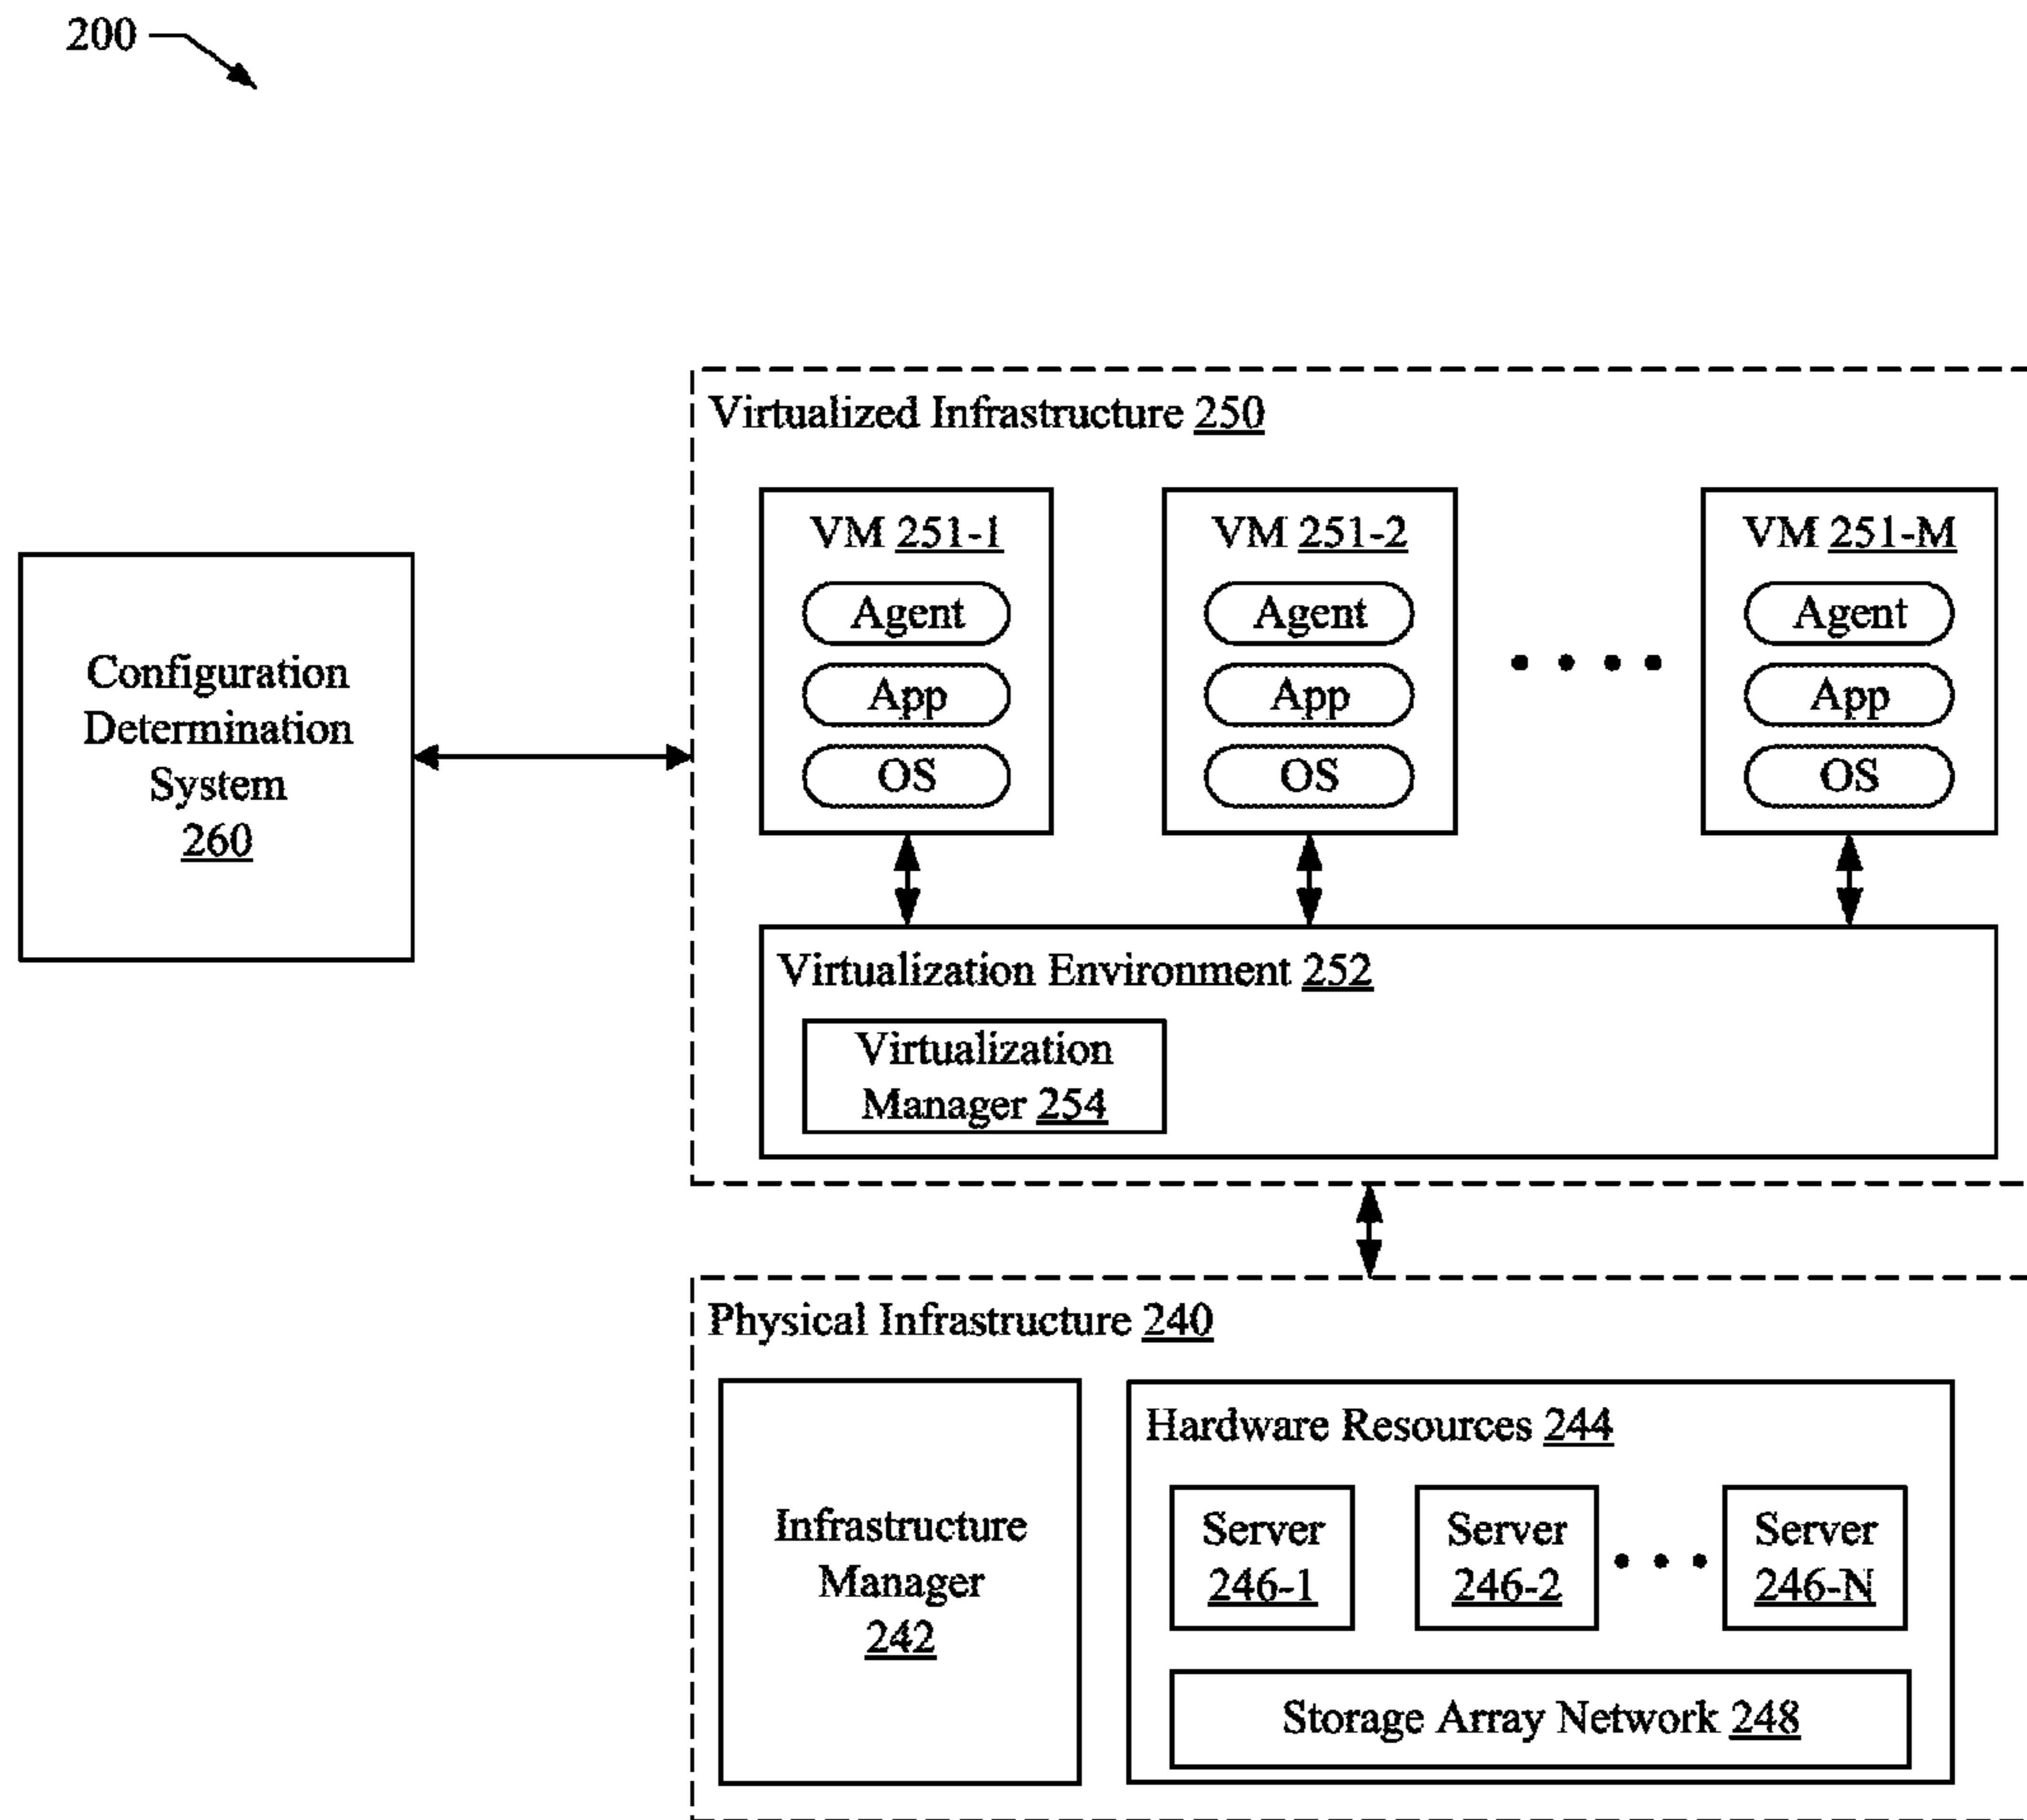 200
Virtualized Infrastructure 250
VM 251-1
Agent
App
OS
VM 251-2
Agent
App
OS
VM 251-M
Agent
App
OS
Configuration
Determination
System
260
Virtualization Environment 252
Virtualization
Manager 254
Physical Infrastructure 240
Infrastructure
Manager
242
Hardware Resources 244
Server
246-1
Server
246-2
Server
246-N
Storage Array Network 248